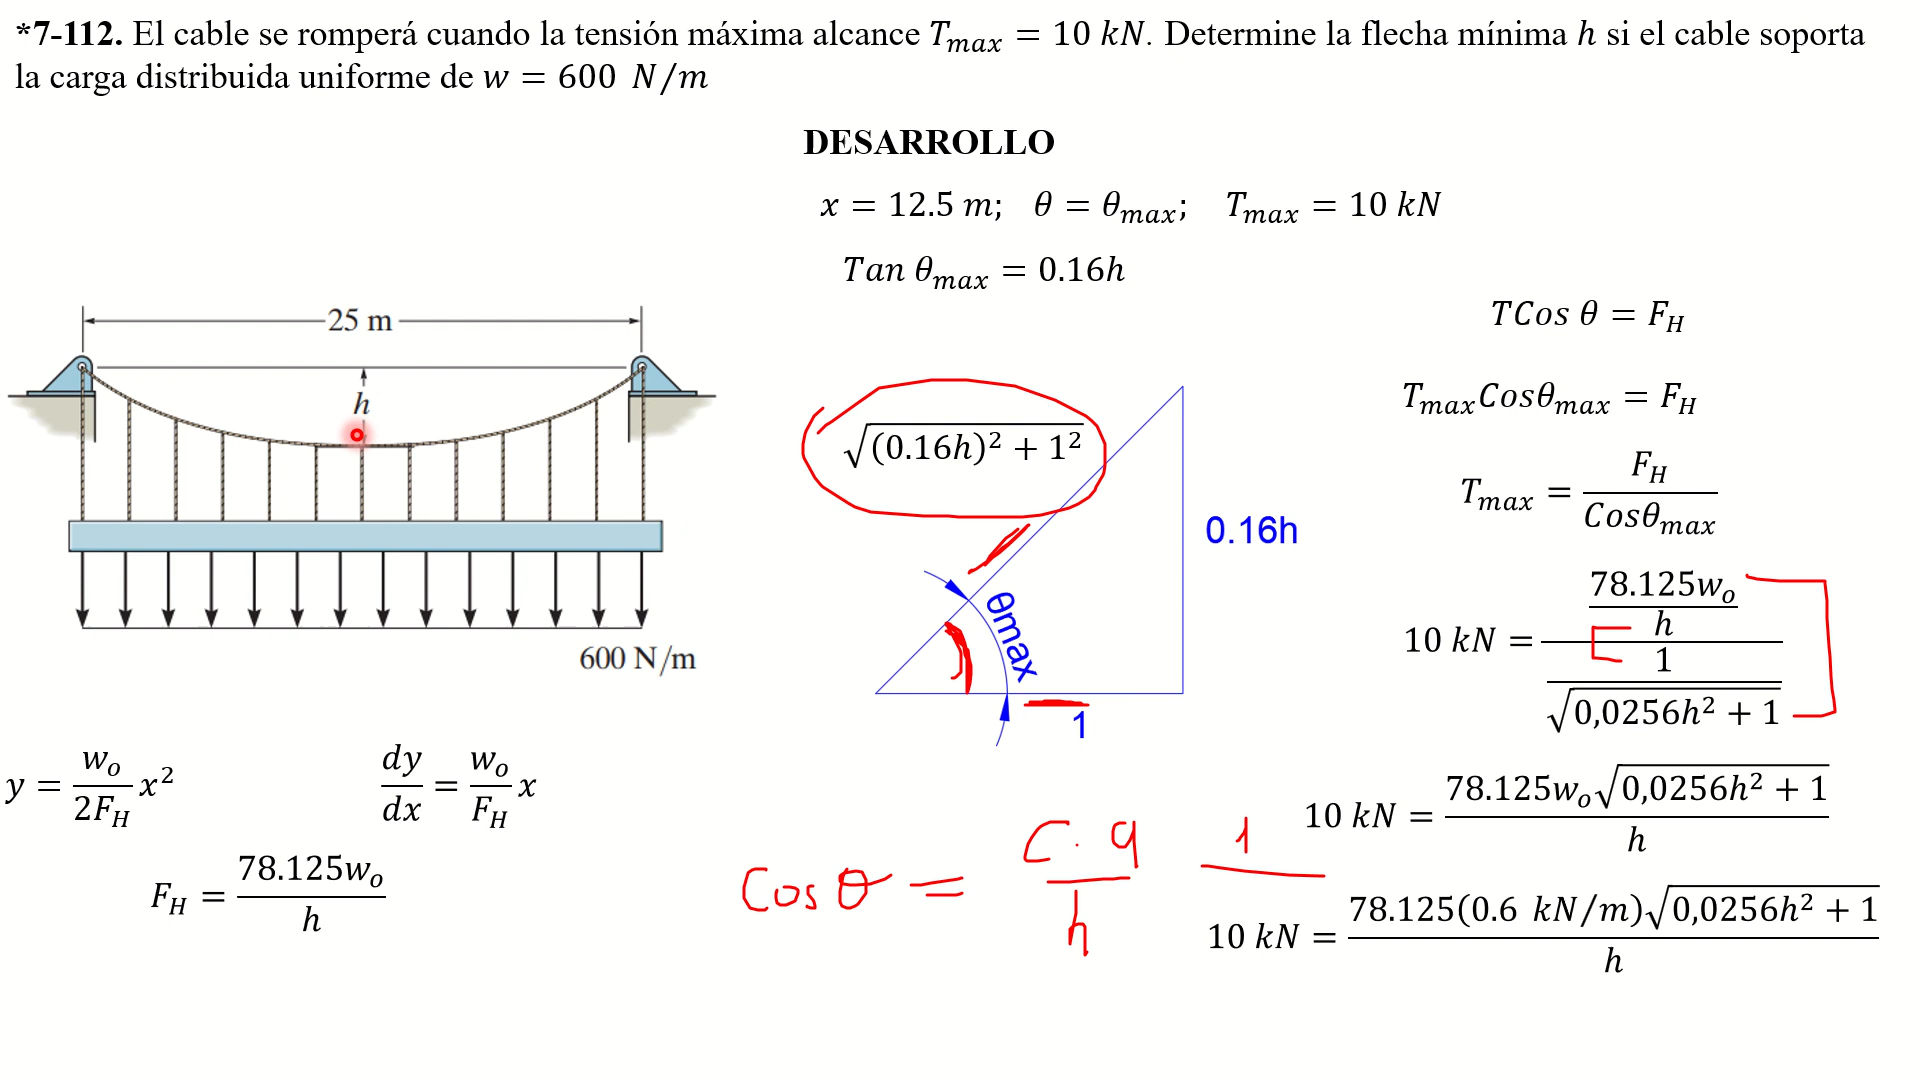 *7-112. El cable se romperá cuando la tensión máxima alcance T_max = 10 kN. Determine la flecha mínima h si el cable soporta
la carga distribuida uniforme de w = 600 N/m
DESARROLLO
x = 12.5 m; θ = θ_max; T_max = 10 kN
Tan θ_max = 0.16h
25 m
h
600 N/m
y = w_o/2F_H x²
dy/dx = w_o/F_H x
F_H = 78.125w_o/h
√((0.16h)² + 1²)
0.16h
θmax
1
Cos θ = C.a/h
1
TCos θ = F_H
T_max Cosθ_max = F_H
T_max = F_H/Cosθ_max
10 kN = (78.125w_o/h)/(1/√(0,0256h² + 1))
10 kN = 78.125w_o√(0,0256h² + 1)/h
10 kN = 78.125(0.6 kN/m)√(0,0256h² + 1)/h